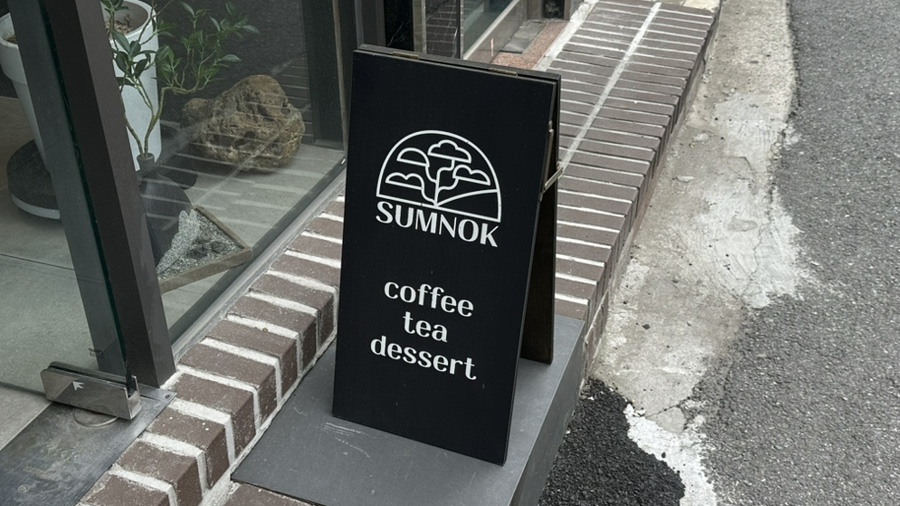 SUMNOK
coffee
tea
dessert